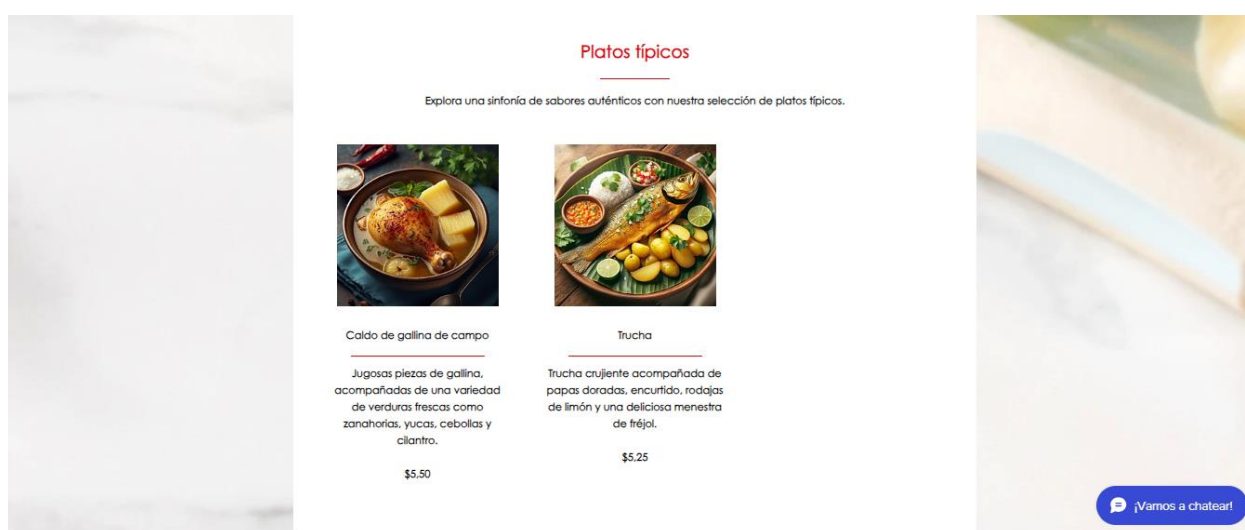 Platos típicos
Explora una sinfonía de sabores auténticos con nuestra selección de platos típicos.
Caldo de gallina de campo
Jugosas piezas de gallina,
acompañadas de una variedad
de verduras frescas como
zanahorias, yucas, cebollas y
cilantro.
$5,50
Trucha
Trucha crujiente acompañada de
papas doradas, encurtido, rodajas
de limón y una deliciosa menestra
de fréjol.
$5,25
¡Vamos a chatear!